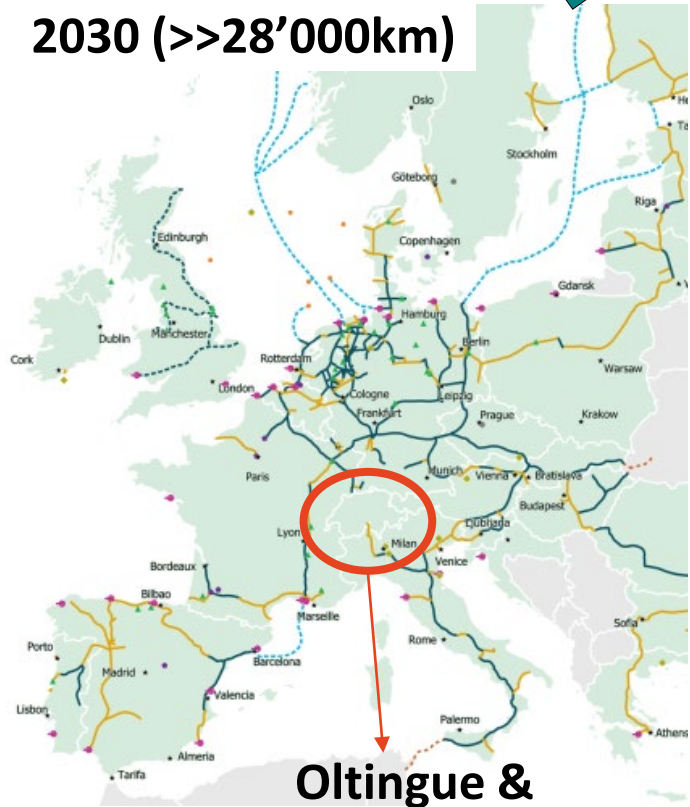 2030 (>>28’000km)
Oslo
Stockholm
Göteborg
Riga
Edinburgh
Copenhagen
Gdansk
Hamburg
Dublin
Manchester
Berlin
Cork
Rotterdam
Warsaw
London
Cologne
Leipzig
Frankfurt
Prague
Krakow
Paris
Munich
Vienna
Bratislava
Budapest
Lyon
Ljubljana
Milan
Venice
Bordeaux
Bilbao
Marseille
Sofia
Porto
Rome
Madrid
Barcelona
Valencia
Lisbon
Palermo
Athens
Almeria
Tarifa
Oltingue &